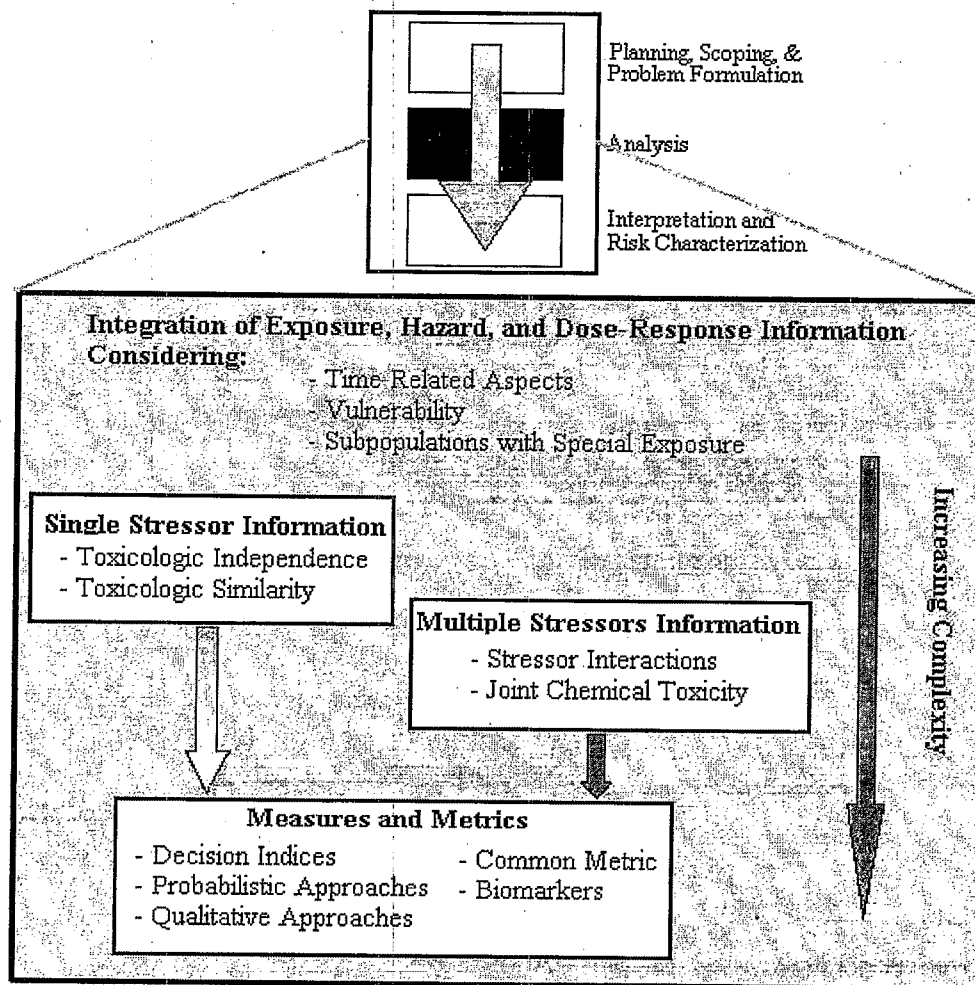 Planning, Scoping, &
Problem Formulation
Analysis
Interpretation and
Risk Characterization
Integration of Exposure, Hazard, and Dose-Response Information
Considering:
- Time Related Aspects
- Vulnerability
- Subpopulations with Special Exposure
Single Stressor Information
- Toxicologic Independence
- Toxicologic Similarity
Multiple Stressors Information
- Stressor Interactions
- Joint Chemical Toxicity
Increasing Complexity
Measures and Metrics
- Decision Indices
- Probabilistic Approaches
- Qualitative Approaches
- Common Metric
- Biomarkers